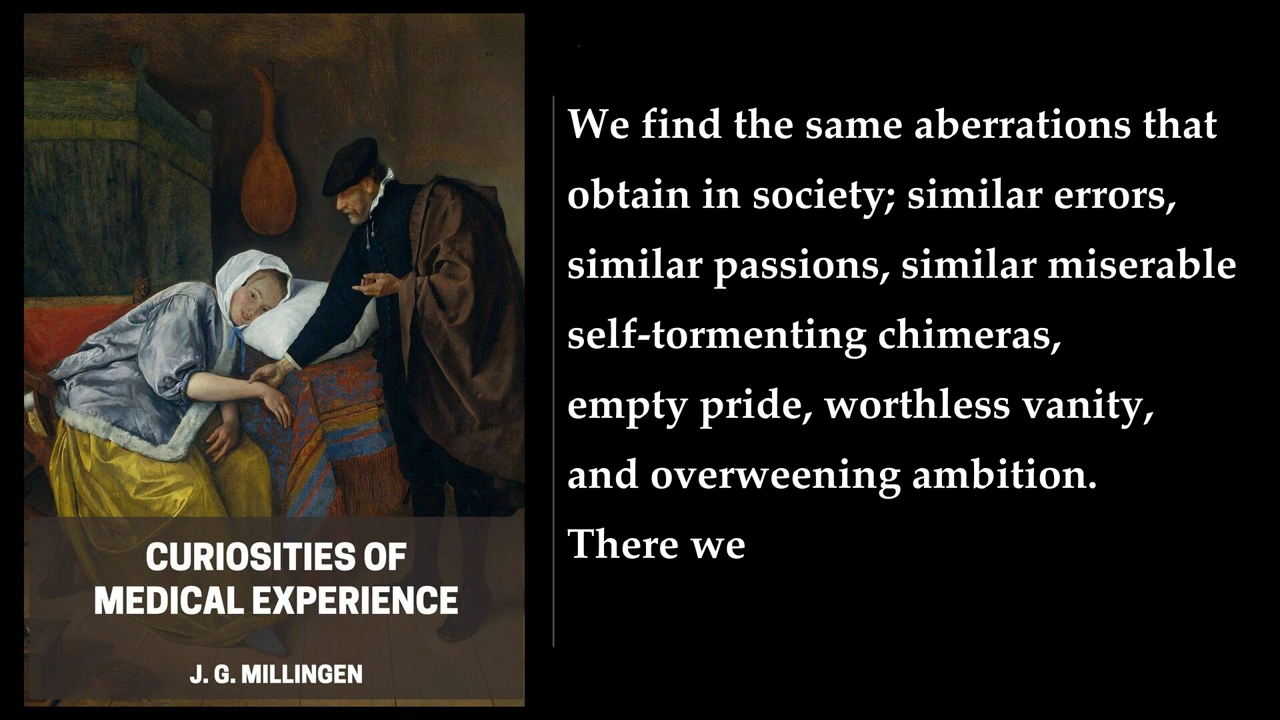 CURIOSITIES OF
MEDICAL EXPERIENCE
J. G. MILLINGEN
We find the same aberrations that
obtain in society; similar errors,
similar passions, similar miserable
self-tormenting chimeras,
empty pride, worthless vanity,
and overweening ambition.
There we